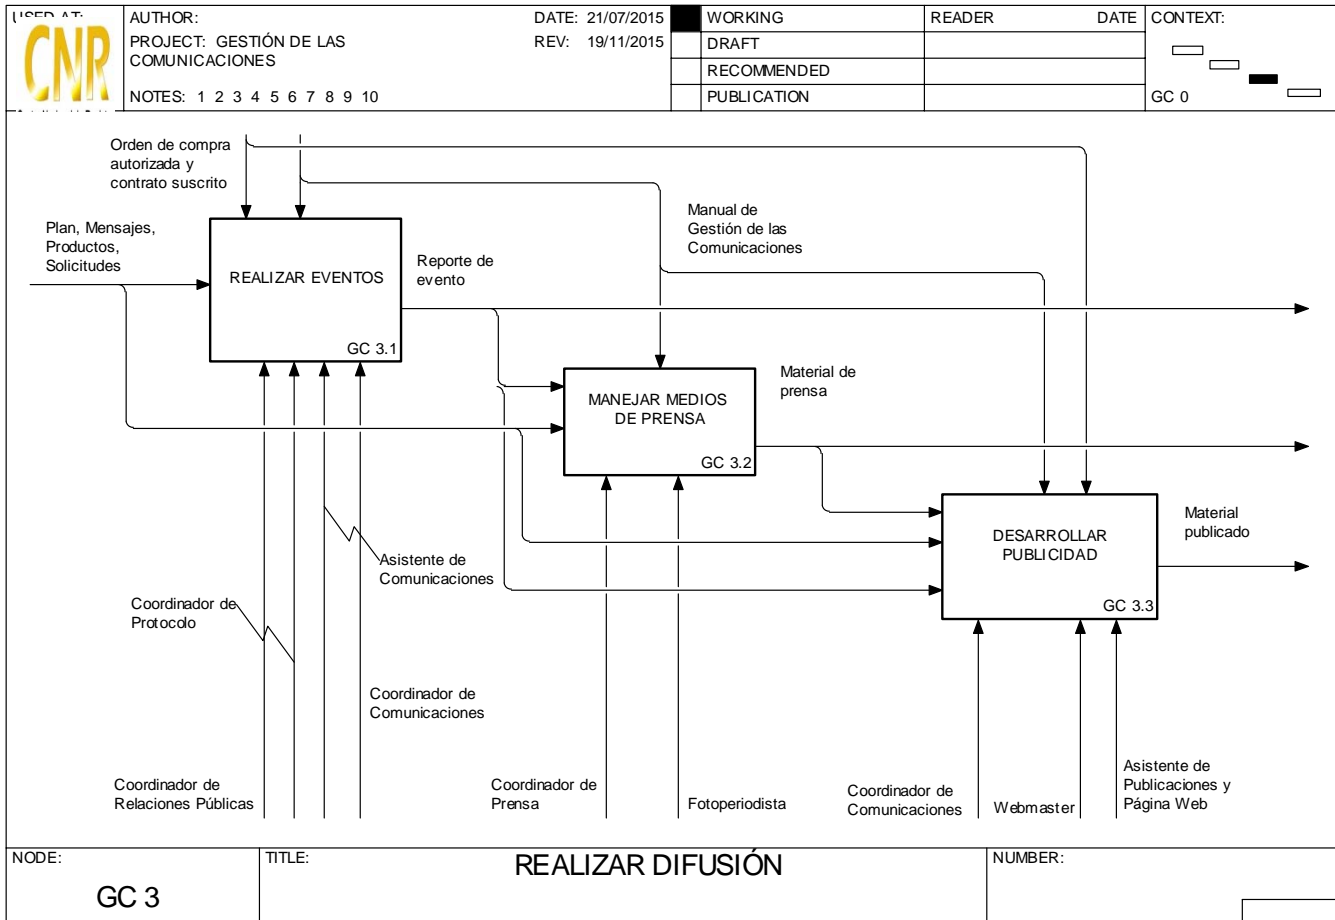 USED AT:
CNR
AUTHOR:
DATE: 21/07/2015
PROJECT: GESTIÓN DE LAS
COMUNICACIONES
REV: 19/11/2015
NOTES: 1 2 3 4 5 6 7 8 9 10
WORKING
DRAFT
RECOMMENDED
PUBLICATION
READER DATE
CONTEXT:
GC 0
Orden de compra
autorizada y
contrato suscrito
Plan, Mensajes,
Productos,
Solicitudes
REALIZAR EVENTOS
GC 3.1
Reporte de
evento
Manual de
Gestión de las
Comunicaciones
MANEJAR MEDIOS
DE PRENSA
GC 3.2
Material de
prensa
DESARROLLAR
PUBLICIDAD
GC 3.3
Material
publicado
Asistente de
Comunicaciones
Coordinador de
Protocolo
Coordinador de
Comunicaciones
Coordinador de
Relaciones Públicas
Coordinador de
Prensa
Fotoperiodista
Coordinador de
Comunicaciones
Webmaster
Asistente de
Publicaciones y
Página Web
NODE:
GC 3
TITLE:
REALIZAR DIFUSIÓN
NUMBER: